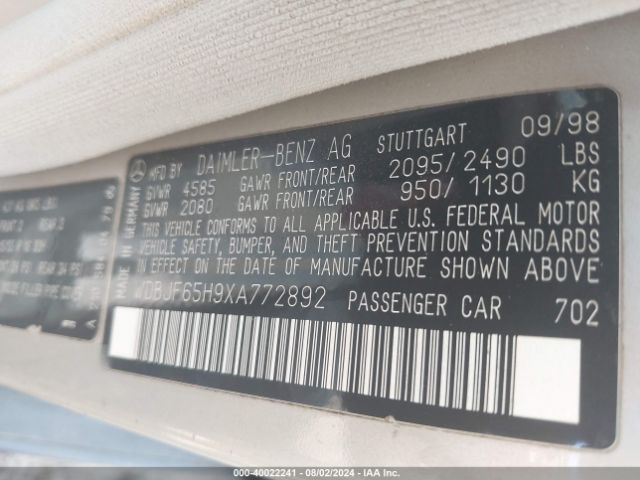 MADE IN GERMANY
MFD BY DAIMLER-BENZ AG STUTTGART 09/98
GVWR 4585 GAWR FRONT/REAR 2095/2490 LBS
GVWR 2080 GAWR FRONT/REAR 950/1130 KG
THIS VEHICLE CONFORMS TO ALL APPLICABLE U.S. FEDERAL MOTOR
VEHICLE SAFETY, BUMPER, AND THEFT PREVENTION STANDARDS
IN EFFECT ON THE DATE OF MANUFACTURE SHOWN ABOVE
WDBJF65H9XA772892 PASSENGER CAR 702
000-40022241 - 08/02/2024 - IAA Inc.